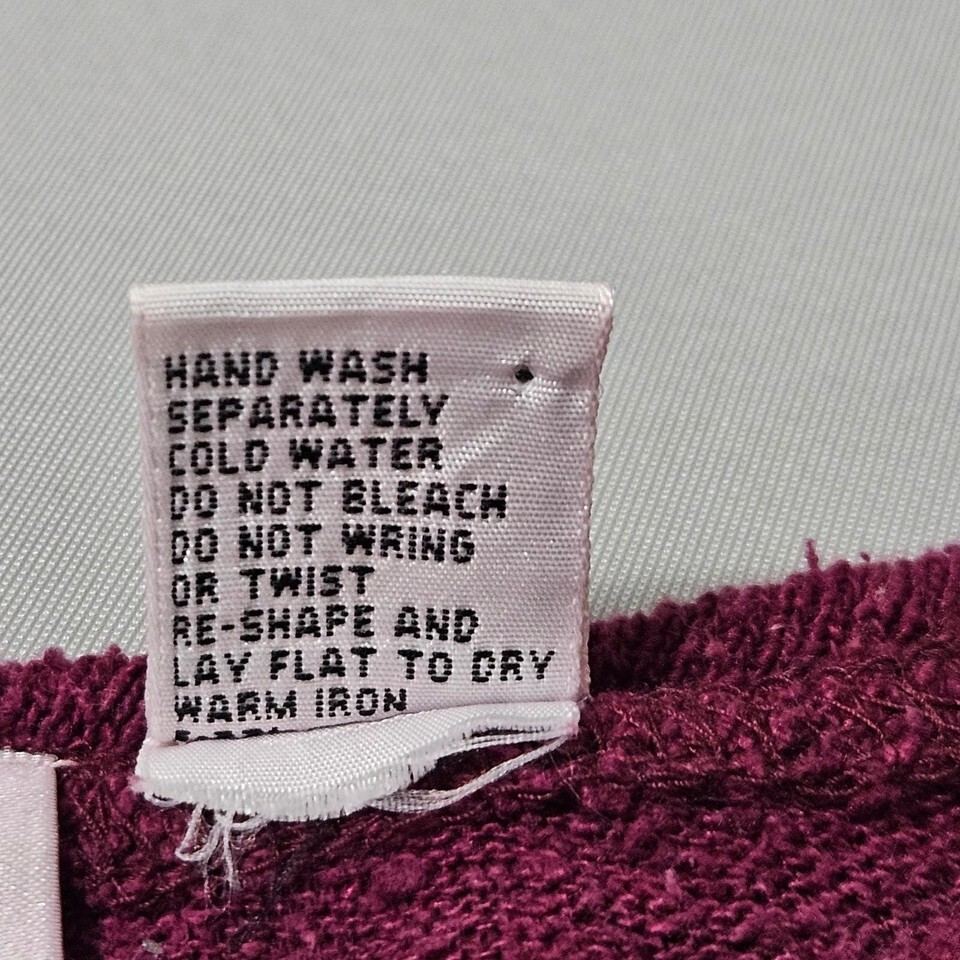 HAND WASH
SEPARATELY
COLD WATER
DO NOT BLEACH
DO NOT WRING
OR TWIST
RE-SHAPE AND
LAY FLAT TO DRY
WARM IRON